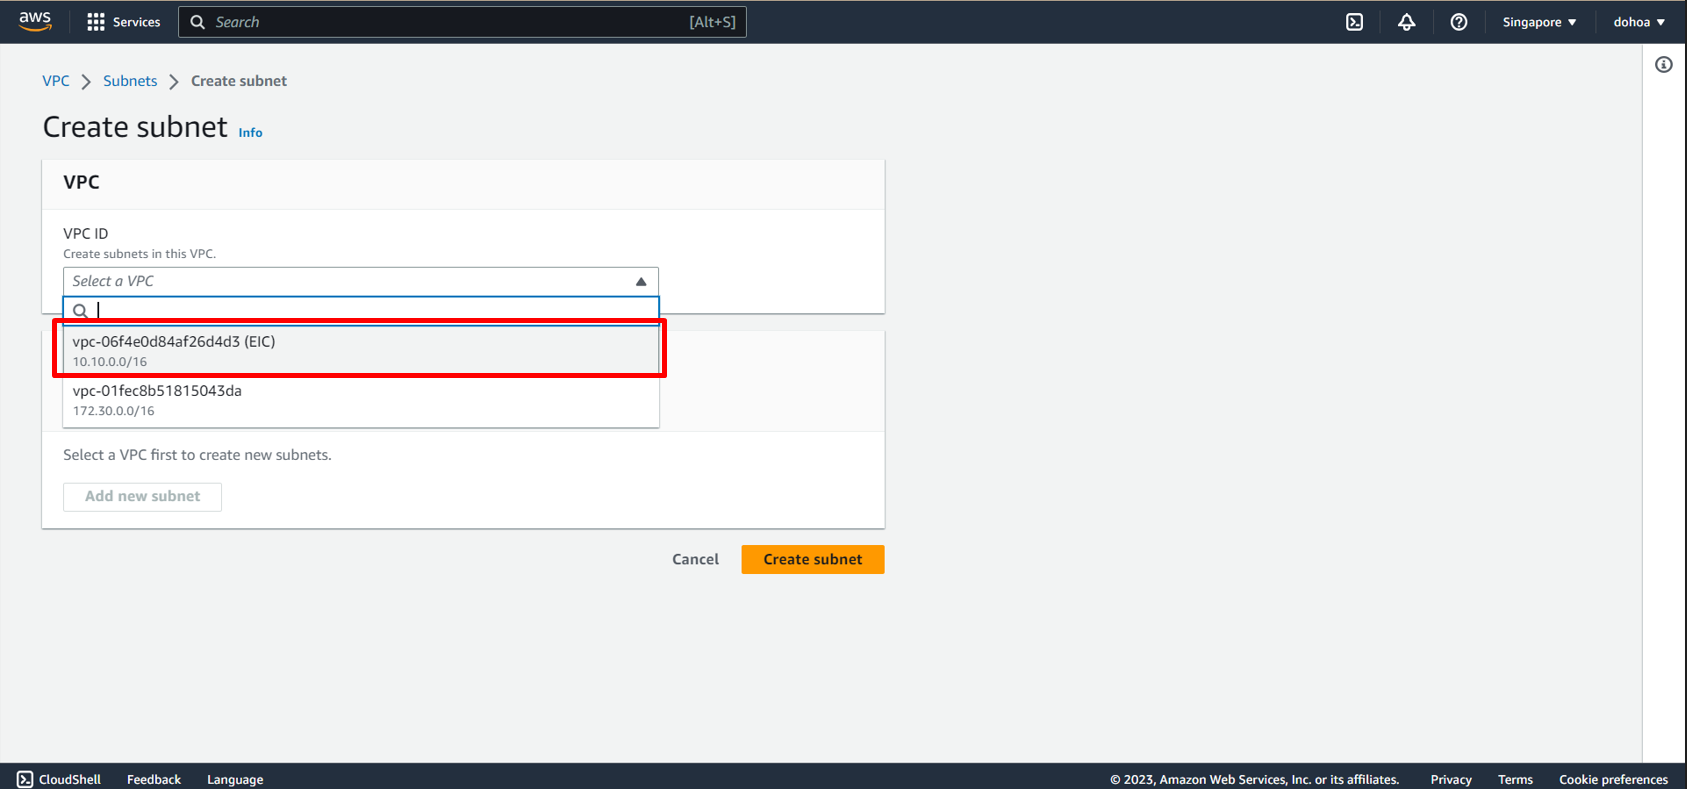 aws Services Search [Alt+S] Singapore ▼ dohoa ▼
VPC > Subnets > Create subnet
Create subnet Info
VPC
VPC ID
Create subnets in this VPC.
Select a VPC
vpc-06f4e0d84af26d4d3 (EIC)
10.10.0.0/16
vpc-01fec8b51815043da
172.30.0.0/16
Select a VPC first to create new subnets.
Add new subnet
Cancel Create subnet
CloudShell Feedback Language © 2023, Amazon Web Services, Inc. or its affiliates. Privacy Terms Cookie preferences